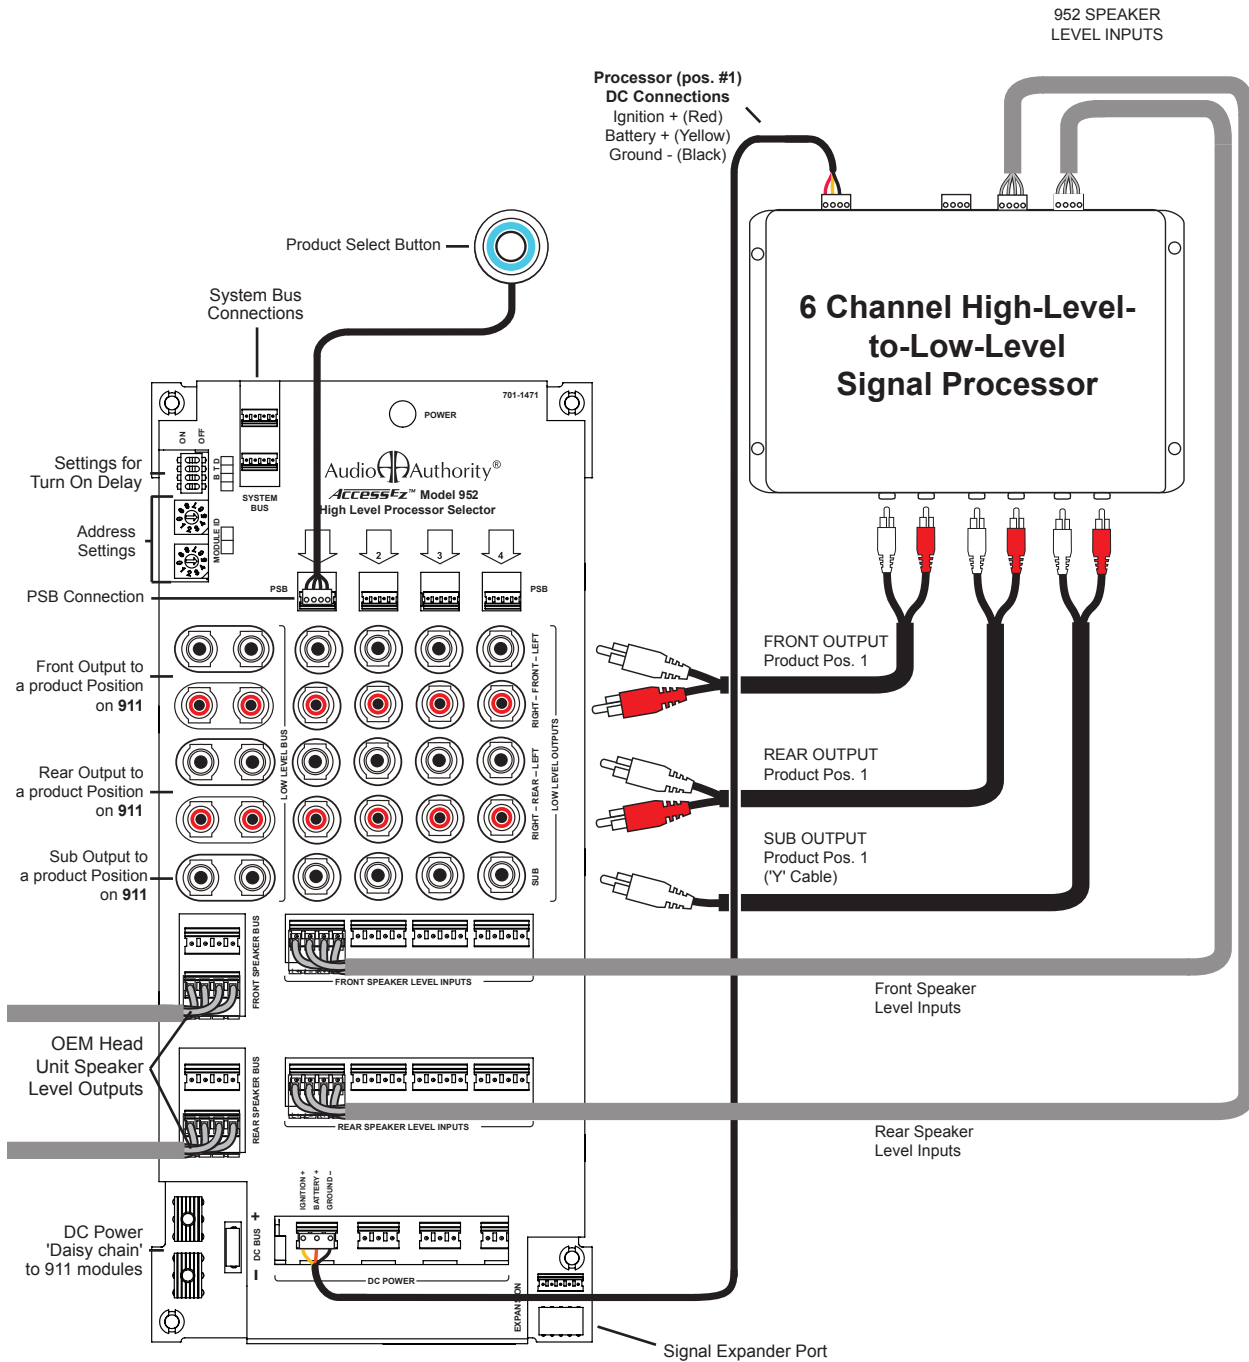 952 SPEAKER
LEVEL INPUTS
Processor (pos. #1)
DC Connections
Ignition + (Red)
Battery + (Yellow)
Ground - (Black)
Product Select Button
System Bus
Connections
6 Channel High-Level-
to-Low-Level
Signal Processor
701-1471
POWER
ON
OFF
B T D
Settings for
Turn On Delay
SYSTEM
BUS
Audio Authority®
AccessEz™ Model 952
High Level Processor Selector
Address
Settings
MODULE ID
2
3
4
PSB Connection
PSB
PSB
Front Output to
a product Position
on 911
Rear Output to
a product Position
on 911
Sub Output to
a product Position
on 911
LOW LEVEL BUS
RIGHT – FRONT – LEFT
RIGHT – REAR – LEFT
SUB
LOW LEVEL OUTPUTS
FRONT OUTPUT
Product Pos. 1
REAR OUTPUT
Product Pos. 1
SUB OUTPUT
Product Pos. 1
('Y' Cable)
FRONT SPEAKER BUS
FRONT SPEAKER LEVEL INPUTS
Front Speaker
Level Inputs
OEM Head
Unit Speaker
Level Outputs
REAR SPEAKER BUS
REAR SPEAKER LEVEL INPUTS
Rear Speaker
Level Inputs
IGNITION +
BATTERY +
GROUND –
DC Power
'Daisy chain'
to 911 modules
– DC BUS +
DC POWER
EXPANSION
Signal Expander Port